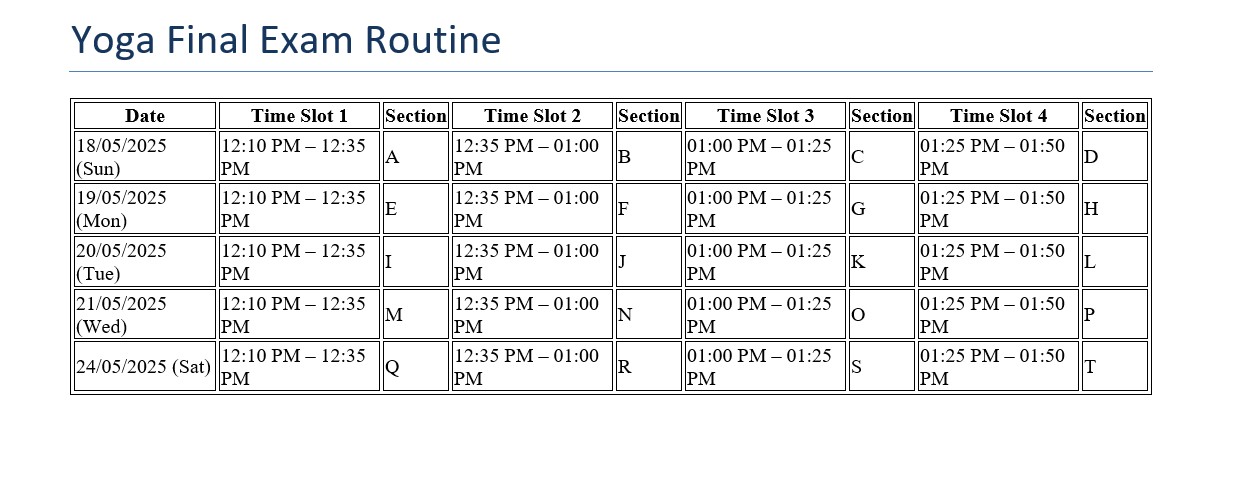 Yoga Final Exam Routine
Date Time Slot 1 Section Time Slot 2 Section Time Slot 3 Section Time Slot 4 Section
18/05/2025 (Sun) 12:10 PM – 12:35 PM A 12:35 PM – 01:00 PM B 01:00 PM – 01:25 PM C 01:25 PM – 01:50 PM D
19/05/2025 (Mon) 12:10 PM – 12:35 PM E 12:35 PM – 01:00 PM F 01:00 PM – 01:25 PM G 01:25 PM – 01:50 PM H
20/05/2025 (Tue) 12:10 PM – 12:35 PM I 12:35 PM – 01:00 PM J 01:00 PM – 01:25 PM K 01:25 PM – 01:50 PM L
21/05/2025 (Wed) 12:10 PM – 12:35 PM M 12:35 PM – 01:00 PM N 01:00 PM – 01:25 PM O 01:25 PM – 01:50 PM P
24/05/2025 (Sat) 12:10 PM – 12:35 PM Q 12:35 PM – 01:00 PM R 01:00 PM – 01:25 PM S 01:25 PM – 01:50 PM T